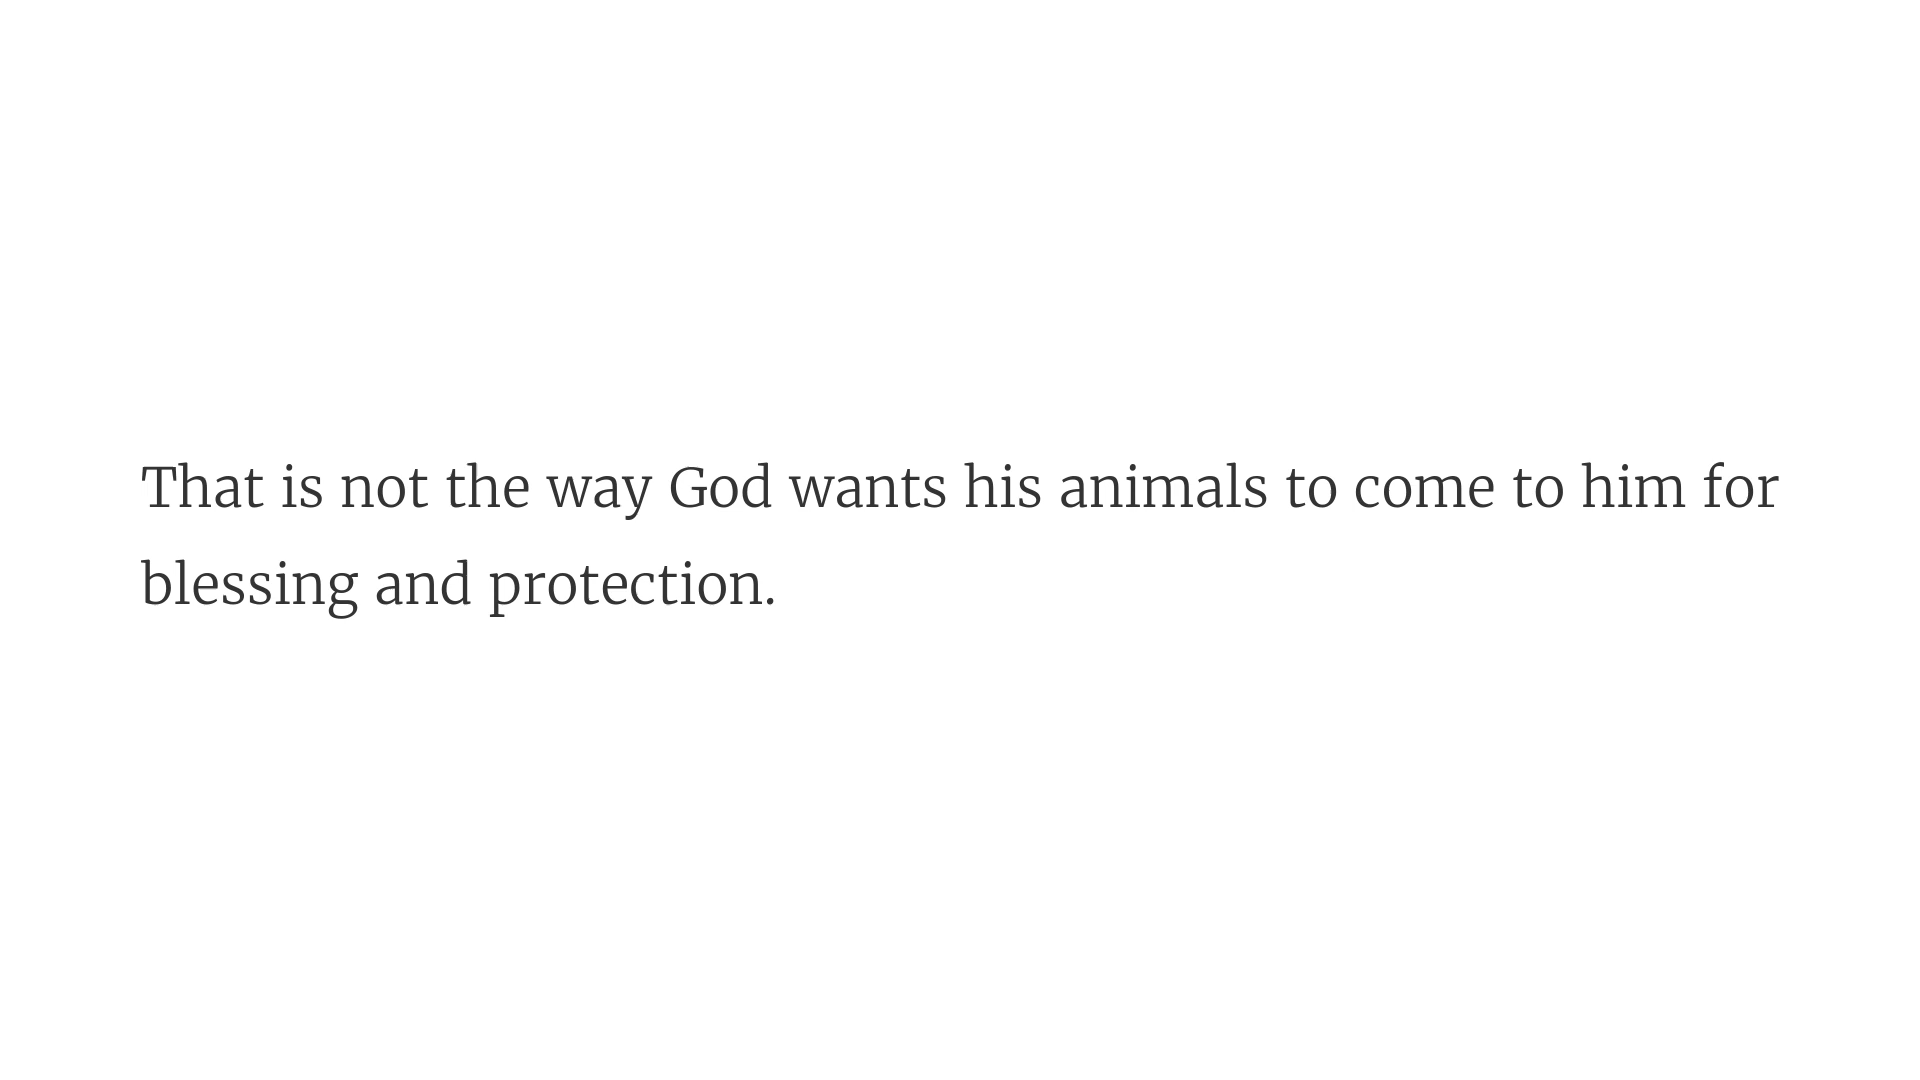 That is not the way God wants his animals to come to him for
blessing and protection.